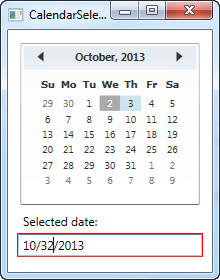 CalendarSele...
October, 2013
Su Mo Tu We Th Fr Sa
29 30 1 2 3 4 5
6 7 8 9 10 11 12
13 14 15 16 17 18 19
20 21 22 23 24 25 26
27 28 29 30 31 1 2
3 4 5 6 7 8 9
Selected date:
10/32/2013